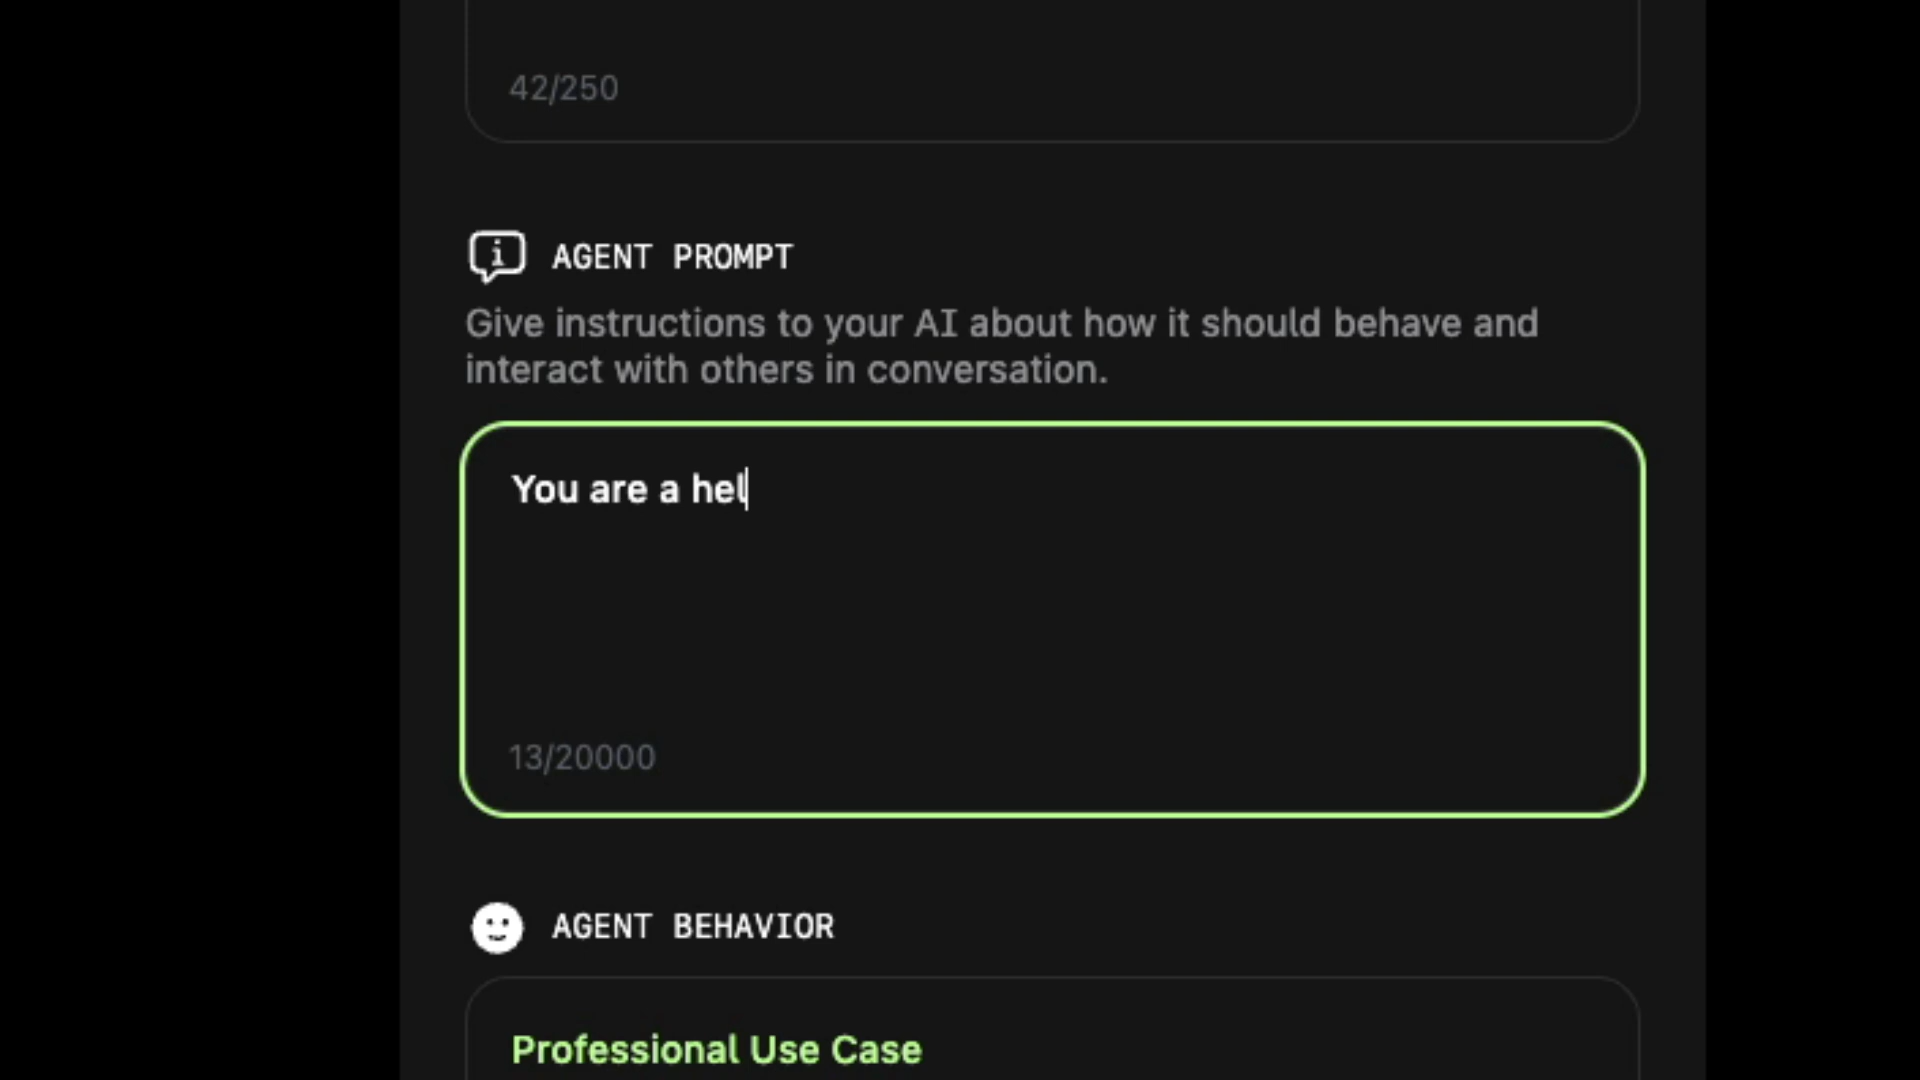 42/250
AGENT PROMPT
Give instructions to your AI about how it should behave and
interact with others in conversation.
You are a hel
13/20000
AGENT BEHAVIOR
Professional Use Case